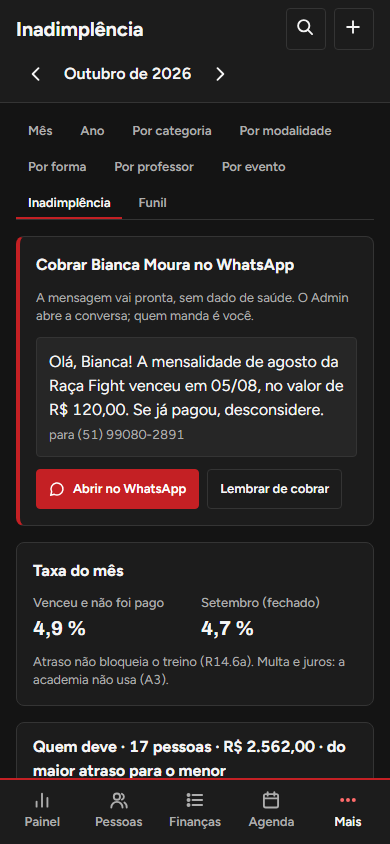 Inadimplência
Outubro de 2026
Mês Ano Por categoria Por modalidade
Por forma Por professor Por evento
Inadimplência Funil
Cobrar Bianca Moura no WhatsApp
A mensagem vai pronta, sem dado de saúde. O Admin
abre a conversa; quem manda é você.
Olá, Bianca! A mensalidade de agosto da
Raça Fight venceu em 05/08, no valor de
R$ 120,00. Se já pagou, desconsidere.
para (51) 99080-2891
Abrir no WhatsApp Lembrar de cobrar
Taxa do mês
Venceu e não foi pago Setembro (fechado)
4,9 % 4,7 %
Atraso não bloqueia o treino (R14.6a). Multa e juros: a
academia não usa (A3).
Quem deve · 17 pessoas · R$ 2.562,00 · do
maior atraso para o menor
Painel Pessoas Finanças Agenda Mais